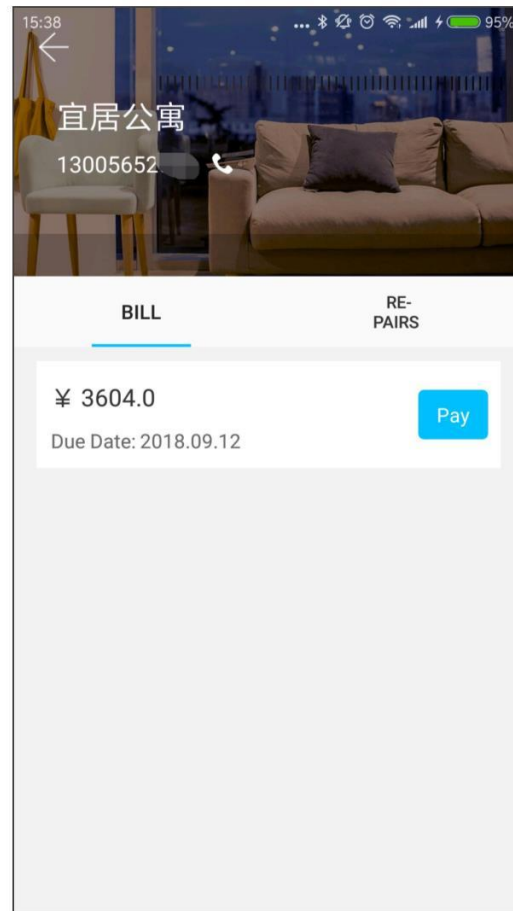 15:38
... 95%
宜居公寓
13005652
BILL
RE-
PAIRS
¥ 3604.0
Pay
Due Date: 2018.09.12